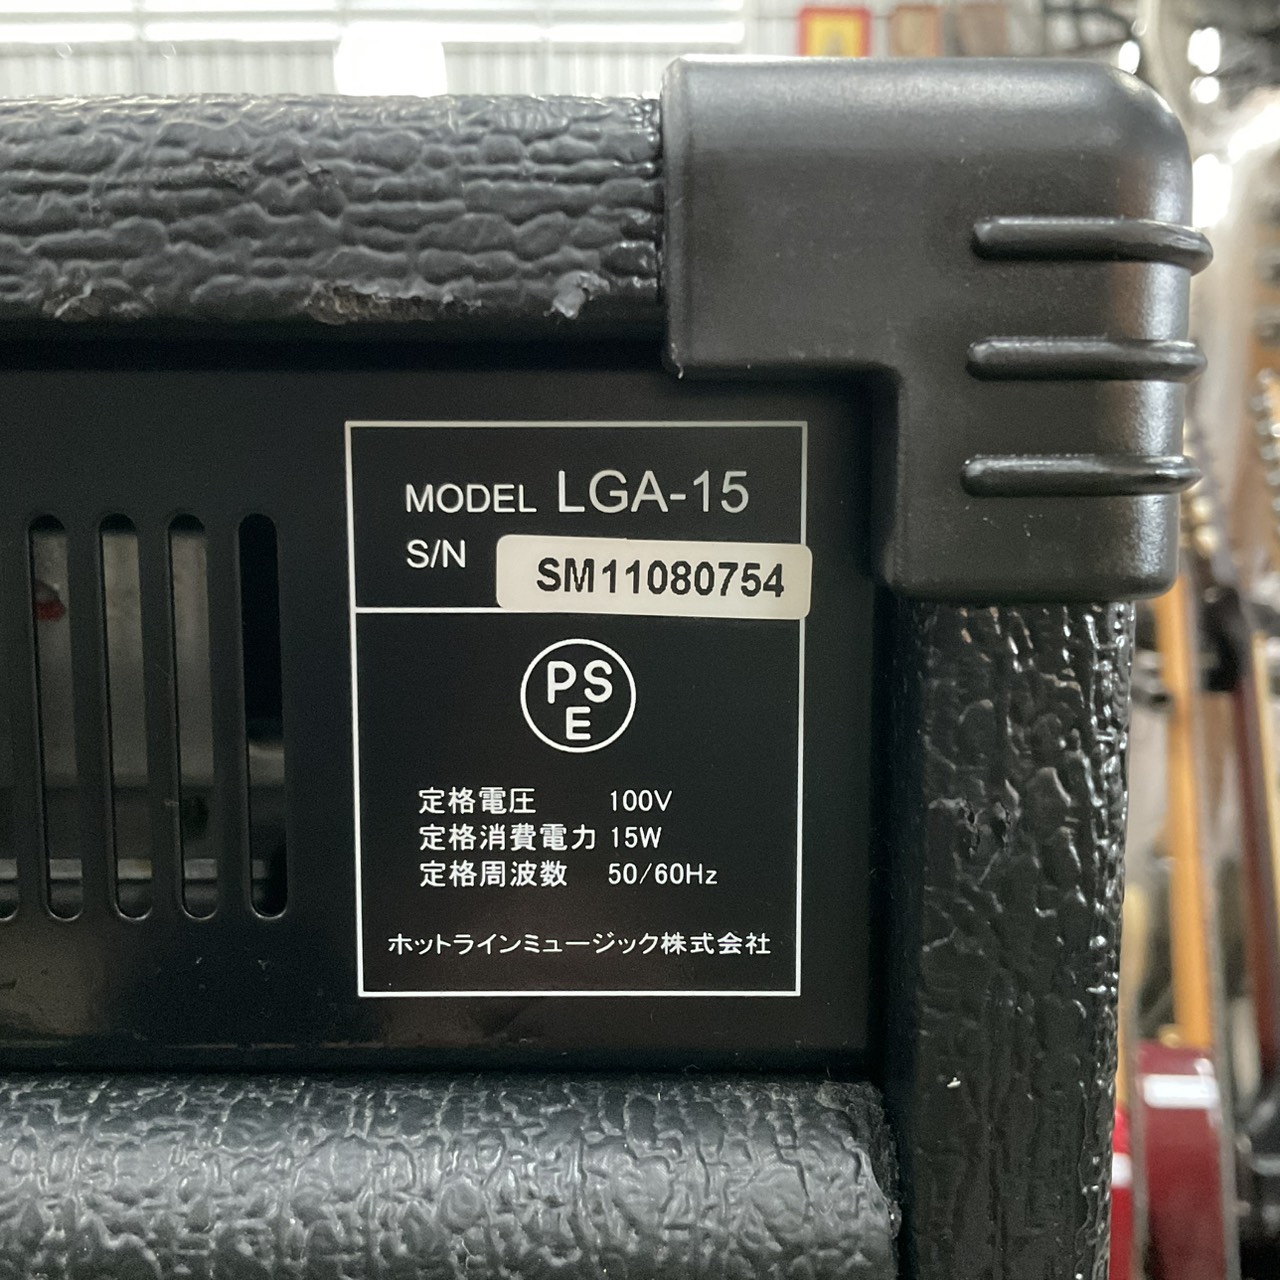 MODEL LGA-15
S/N SM11080754
PS
E
定格電圧 100V
定格消費電力 15W
定格周波数 50/60Hz
ホットラインミュージック株式会社